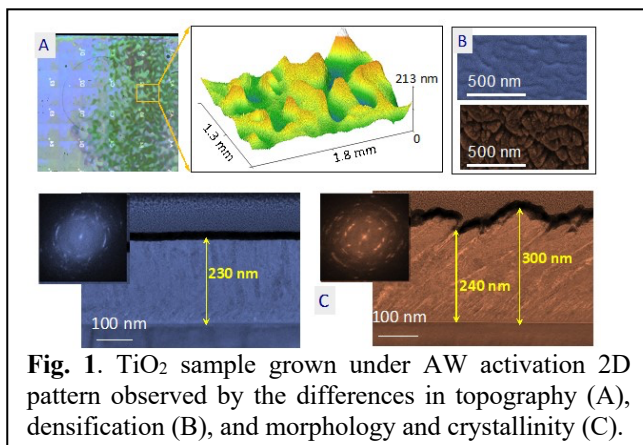 A
213 nm
0
1.3 mm
1.8 mm
B
500 nm
500 nm
230 nm
100 nm
C
240 nm
300 nm
100 nm
Fig. 1. TiO₂ sample grown under AW activation 2D
pattern observed by the differences in topography (A),
densification (B), and morphology and crystallinity (C).